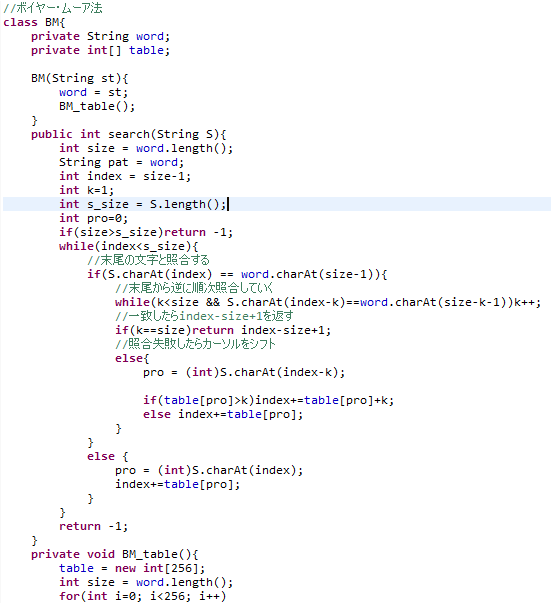 //ボイヤー・ムーア法
class BM{
    private String word;
    private int[] table;

    BM(String st){
        word = st;
        BM_table();
    }
    public int search(String S){
        int size = word.length();
        String pat = word;
        int index = size-1;
        int k=1;
        int s_size = S.length();
        int pro=0;
        if(size>s_size)return -1;
        while(index<s_size){
            //末尾の文字と照合する
            if(S.charAt(index) == word.charAt(size-1)){
                //末尾から逆に順次照合していく
                while(k<size && S.charAt(index-k)==word.charAt(size-k-1))k++;
                //一致したらindex-size+1を返す
                if(k==size)return index-size+1;
                //照合失敗したらカーソルをシフト
                else{
                    pro = (int)S.charAt(index-k);

                    if(table[pro]>k)index+=table[pro]+k;
                    else index+=table[pro];
                }
            }
            else {
                pro = (int)S.charAt(index);
                index+=table[pro];
            }
        }
        return -1;
    }
    private void BM_table(){
        table = new int[256];
        int size = word.length();
        for(int i=0; i<256; i++)